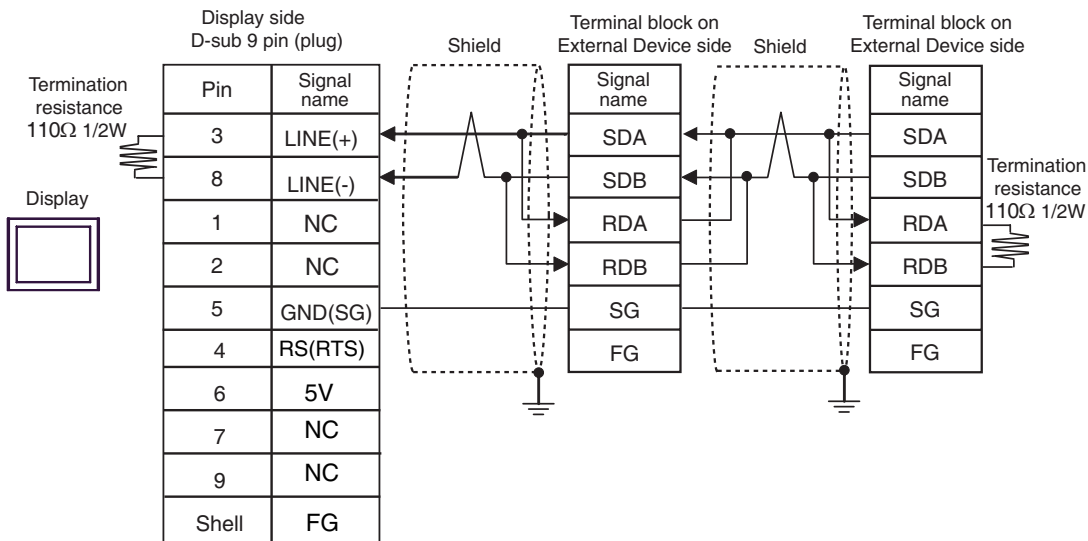 Display side
D-sub 9 pin (plug)
Shield
Terminal block on
External Device side
Shield
Terminal block on
External Device side
Termination
resistance
110Ω 1/2W
Display
Pin
Signal
name
3
LINE(+)
8
LINE(-)
1
NC
2
NC
5
GND(SG)
4
RS(RTS)
6
5V
7
NC
9
NC
Shell
FG
Signal
name
SDA
SDB
RDA
RDB
SG
FG
Signal
name
SDA
SDB
RDA
RDB
SG
FG
Termination
resistance
110Ω 1/2W